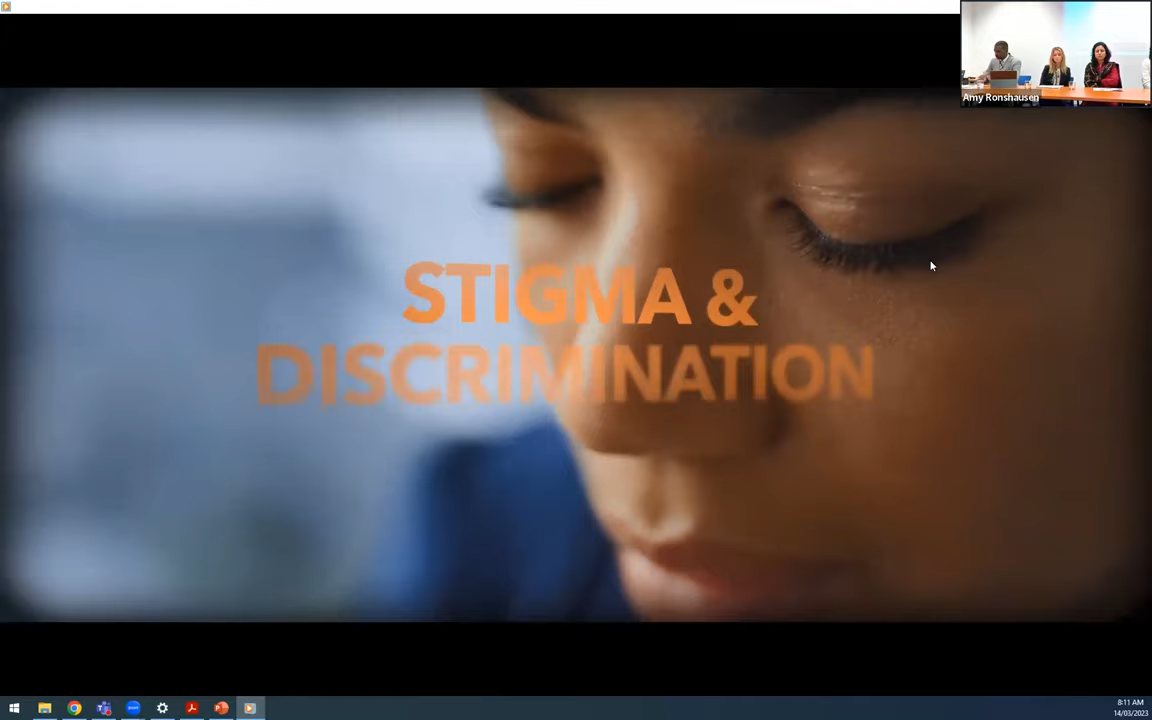 Amy Ronshausen
STIGMA &
DISCRIMINATION
8:11 AM
14/03/2023